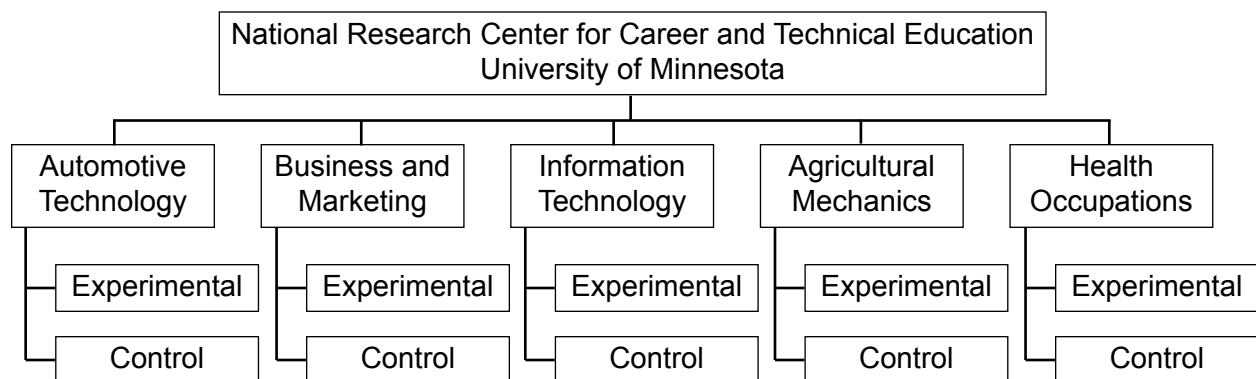 National Research Center for Career and Technical Education
University of Minnesota
Automotive
Technology
Business and
Marketing
Information
Technology
Agricultural
Mechanics
Health
Occupations
Experimental
Experimental
Experimental
Experimental
Experimental
Control
Control
Control
Control
Control